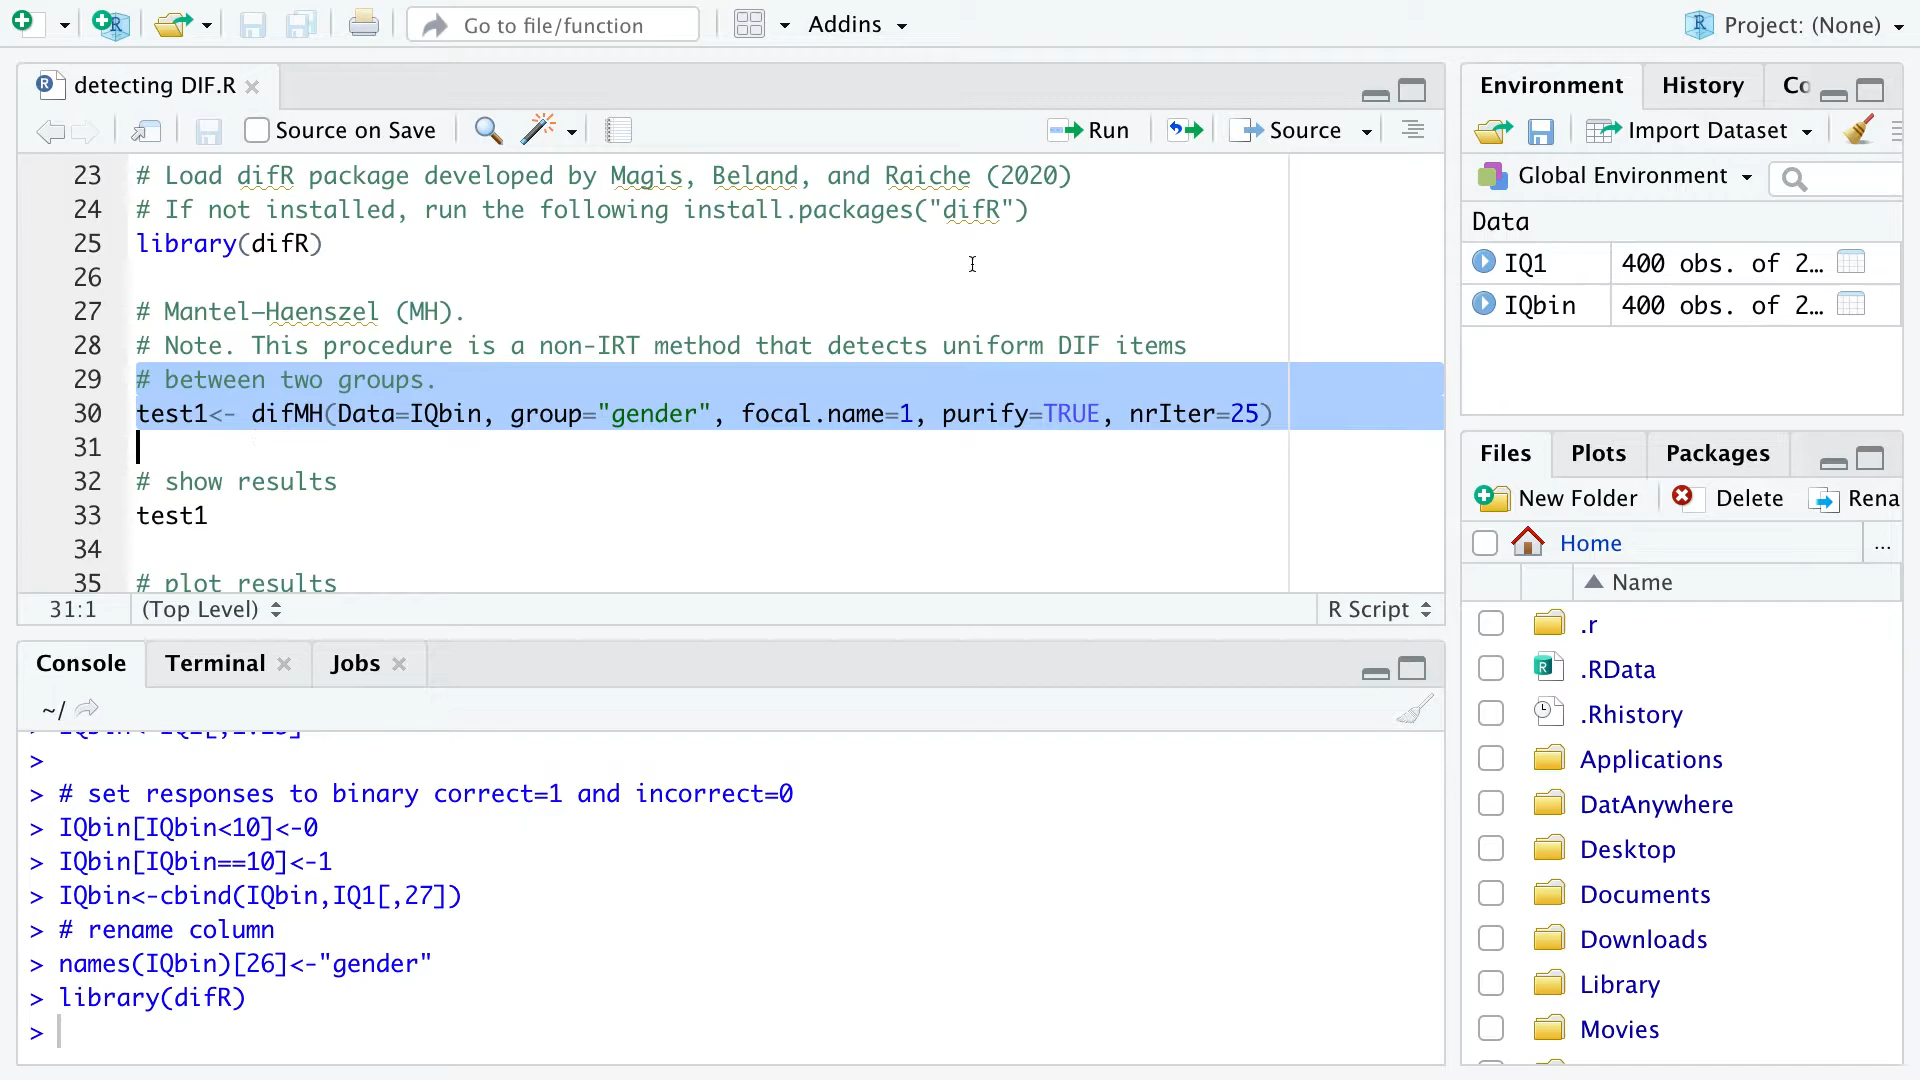 Go to file/function
Addins
Project: (None)
detecting DIF.R
Source on Save
Run
Source
23 # Load difR package developed by Magis, Beland, and Raiche (2020)
24 # If not installed, run the following install.packages("difR")
25 library(difR)
26
27 # Mantel–Haenszel (MH).
28 # Note. This procedure is a non-IRT method that detects uniform DIF items
29 # between two groups.
30 test1<- difMH(Data=IQbin, group="gender", focal.name=1, purify=TRUE, nrIter=25)
31
32 # show results
33 test1
34
35 # plot results
31:1 (Top Level) R Script
Console Terminal Jobs
~/
>
> # set responses to binary correct=1 and incorrect=0
> IQbin[IQbin<10]<-0
> IQbin[IQbin==10]<-1
> IQbin<-cbind(IQbin,IQ1[,27])
> # rename column
> names(IQbin)[26]<-"gender"
> library(difR)
>
Environment History Co
Import Dataset
Global Environment
Data
IQ1 400 obs. of 2…
IQbin 400 obs. of 2…
Files Plots Packages
New Folder Delete Rena
Home ...
Name
.r
.RData
.Rhistory
Applications
DatAnywhere
Desktop
Documents
Downloads
Library
Movies